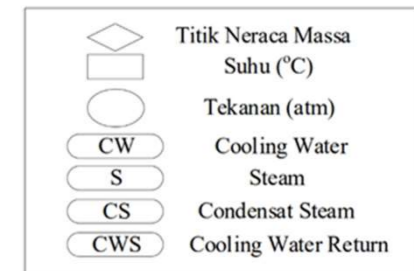 Titik Neraca Massa
Suhu (°C)
Tekanan (atm)
CW Cooling Water
S Steam
CS Condensat Steam
CWS Cooling Water Return